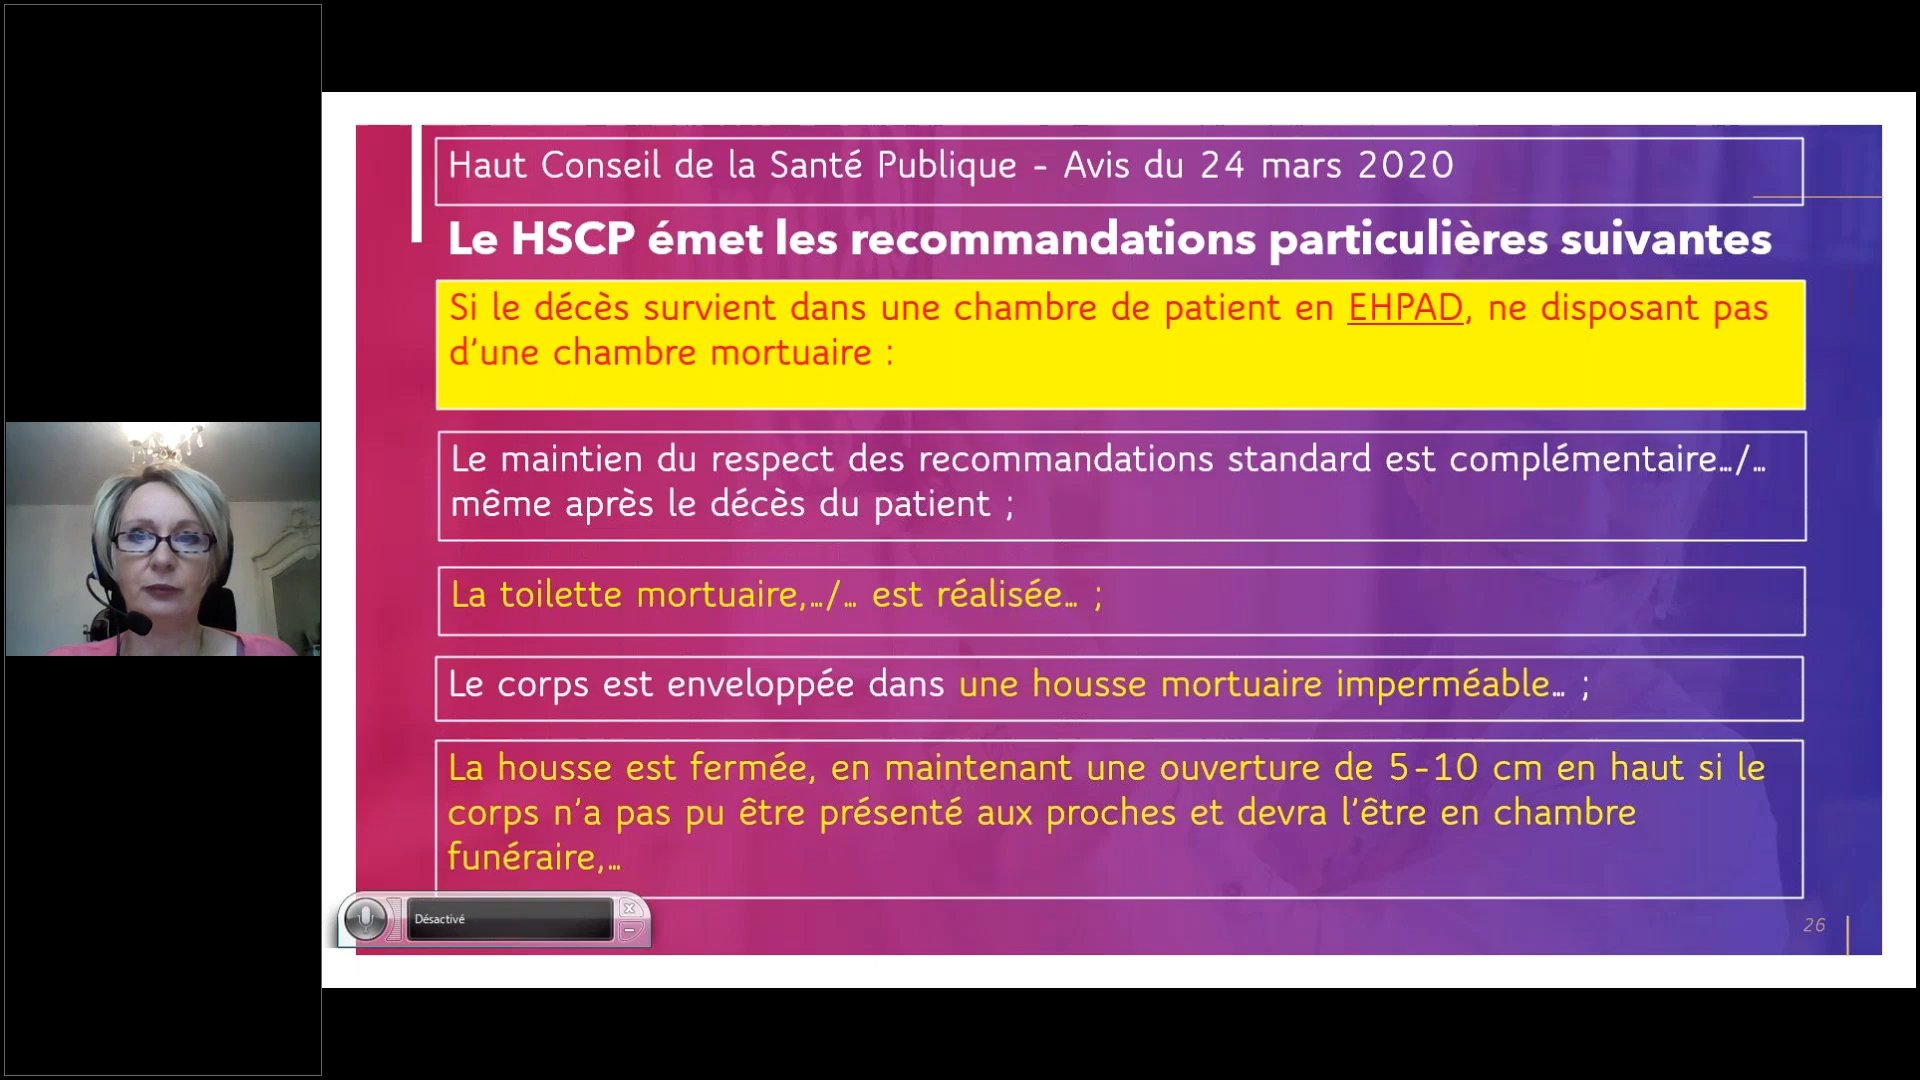 Haut Conseil de la Santé Publique - Avis du 24 mars 2020
Le HSCP émet les recommandations particulières suivantes
Si le décès survient dans une chambre de patient en EHPAD, ne disposant pas
d’une chambre mortuaire :
Le maintien du respect des recommandations standard est complémentaire…/…
même après le décès du patient ;
La toilette mortuaire,…/… est réalisée… ;
Le corps est enveloppée dans une housse mortuaire imperméable… ;
La housse est fermée, en maintenant une ouverture de 5-10 cm en haut si le
corps n’a pas pu être présenté aux proches et devra l’être en chambre
funéraire,…
Désactivé
26